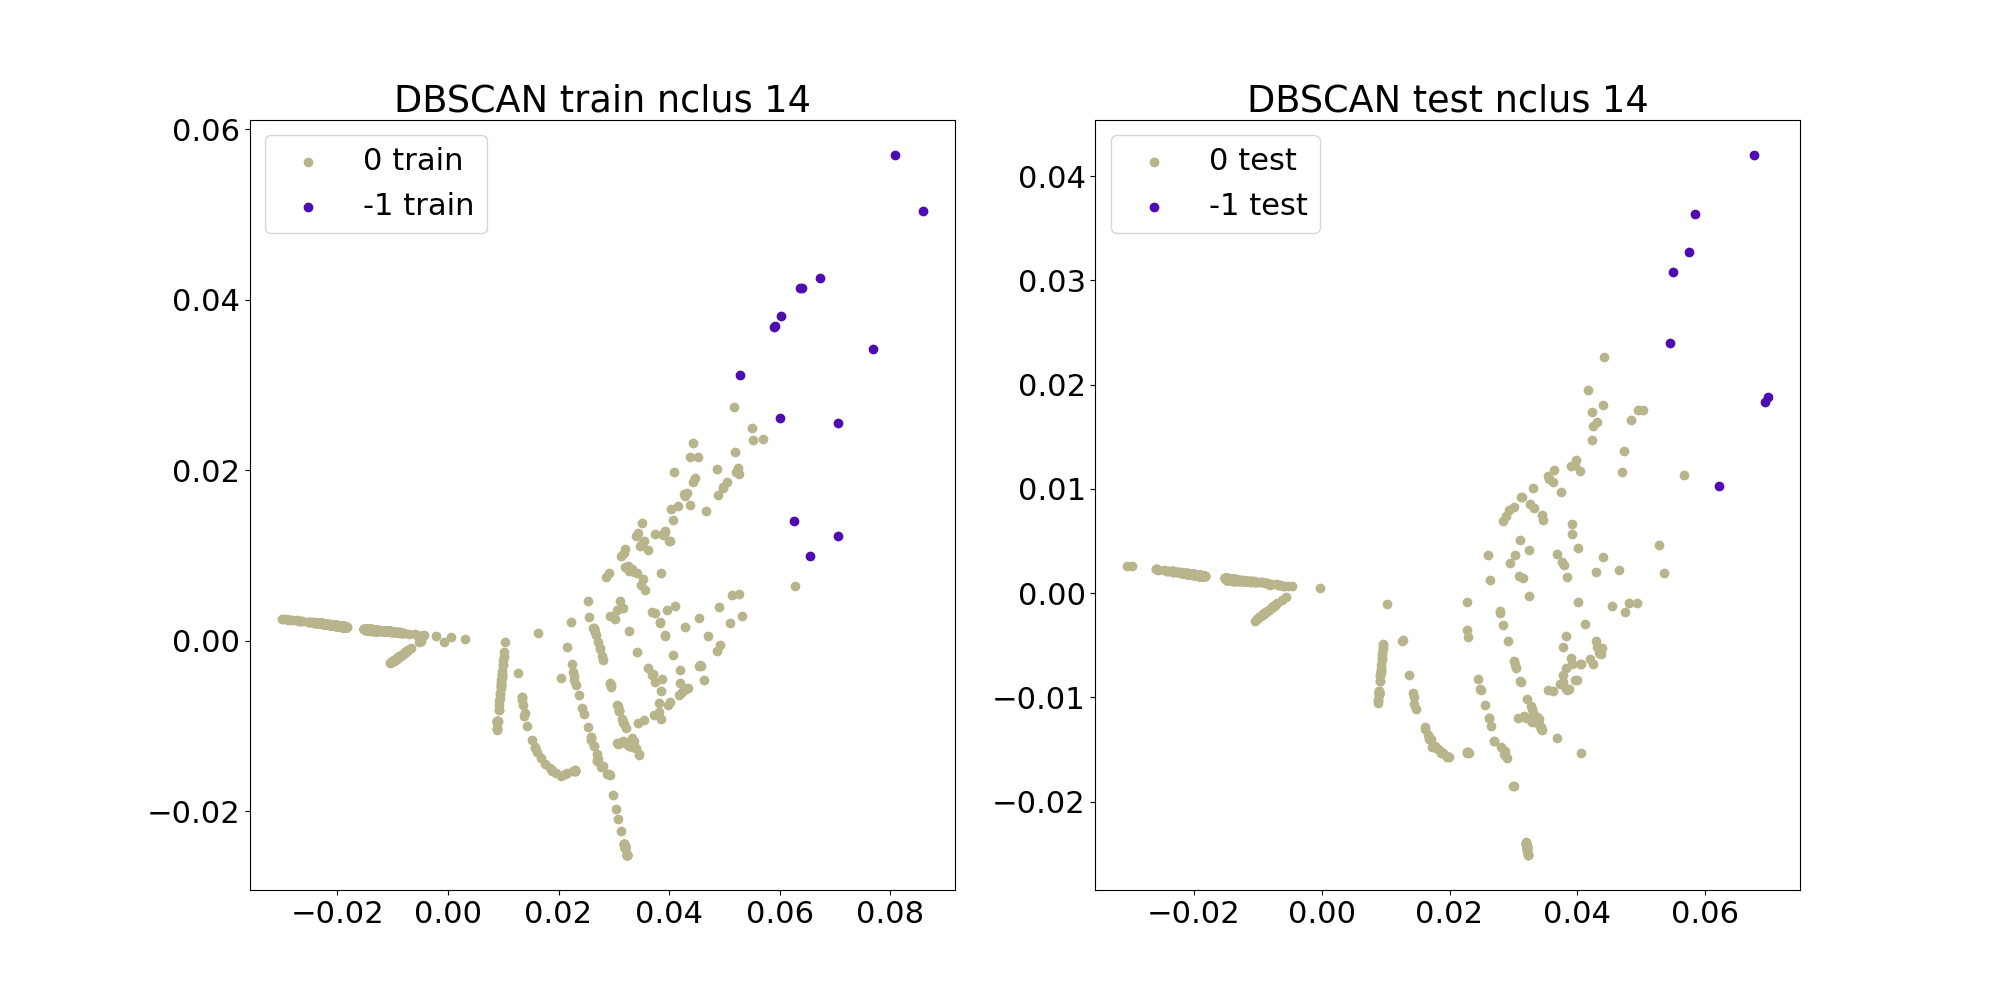 DBSCAN train nclus 14
0 train
-1 train
0.06
0.04
0.02
0.00
−0.02
−0.02 0.00 0.02 0.04 0.06 0.08
DBSCAN test nclus 14
0 test
-1 test
0.04
0.03
0.02
0.01
0.00
−0.01
−0.02
−0.02 0.00 0.02 0.04 0.06